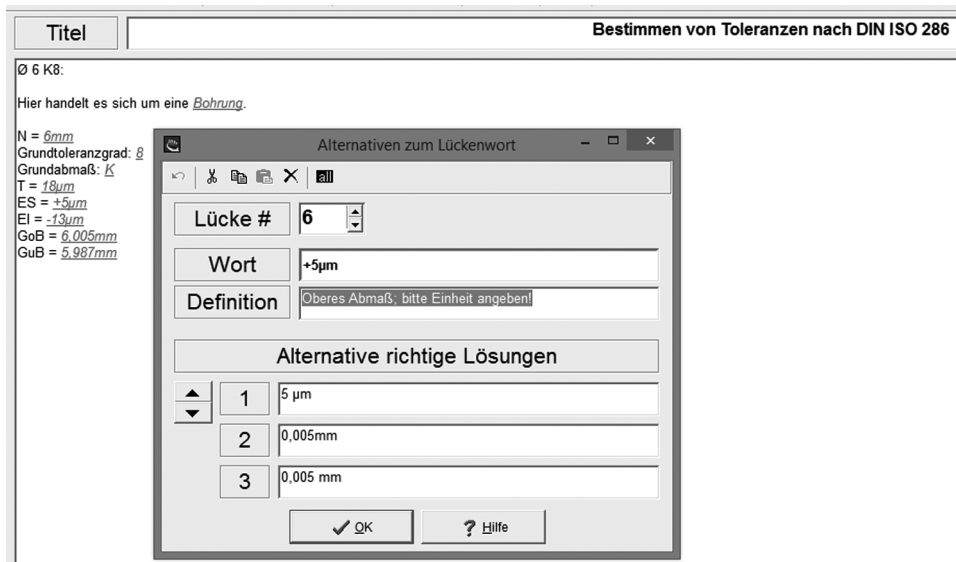 Titel
Bestimmen von Toleranzen nach DIN ISO 286
Ø 6 K8:
Hier handelt es sich um eine Bohrung.
N = 6mm
Grundtoleranzgrad: 8
Grundabmaß: K
T = 18µm
ES = +5µm
EI = -13µm
GoB = 6,005mm
GuB = 5,987mm
Alternativen zum Lückenwort
all
Lücke #
6
Wort
+5µm
Definition
Oberes Abmaß; bitte Einheit angeben!
Alternative richtige Lösungen
1
5 µm
2
0,005mm
3
0,005 mm
OK
? Hilfe